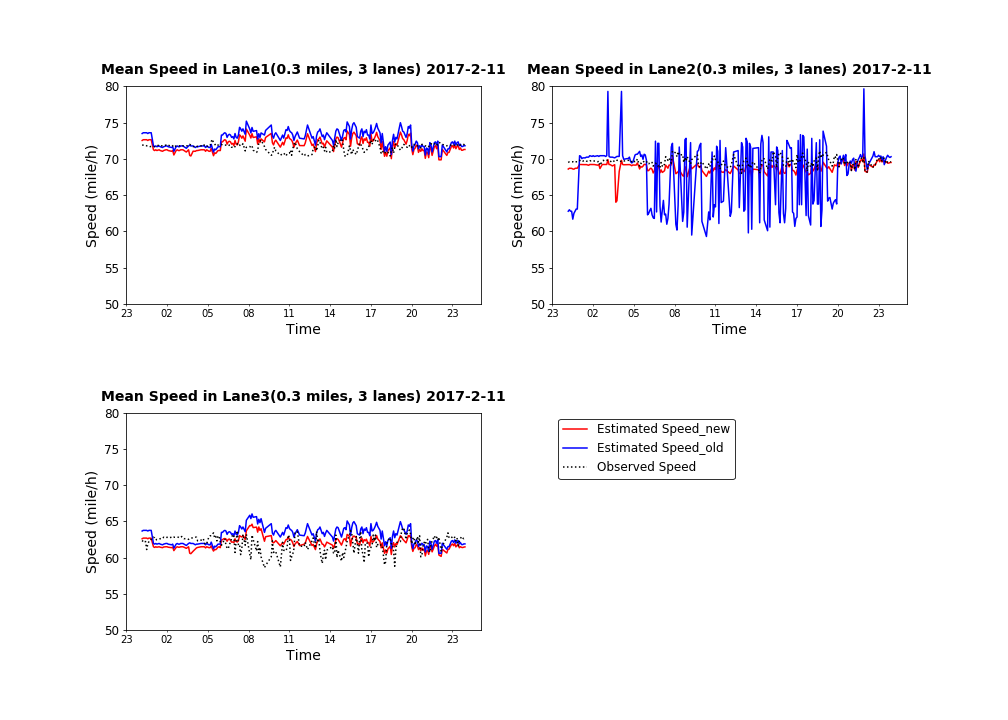 Mean Speed in Lane1(0.3 miles, 3 lanes) 2017-2-11
80
75
70
65
60
55
50
Speed (mile/h)
23 02 05 08 11 14 17 20 23
Time
Mean Speed in Lane2(0.3 miles, 3 lanes) 2017-2-11
80
75
70
65
60
55
50
Speed (mile/h)
23 02 05 08 11 14 17 20 23
Time
Mean Speed in Lane3(0.3 miles, 3 lanes) 2017-2-11
80
75
70
65
60
55
50
Speed (mile/h)
23 02 05 08 11 14 17 20 23
Time
Estimated Speed_new
Estimated Speed_old
Observed Speed